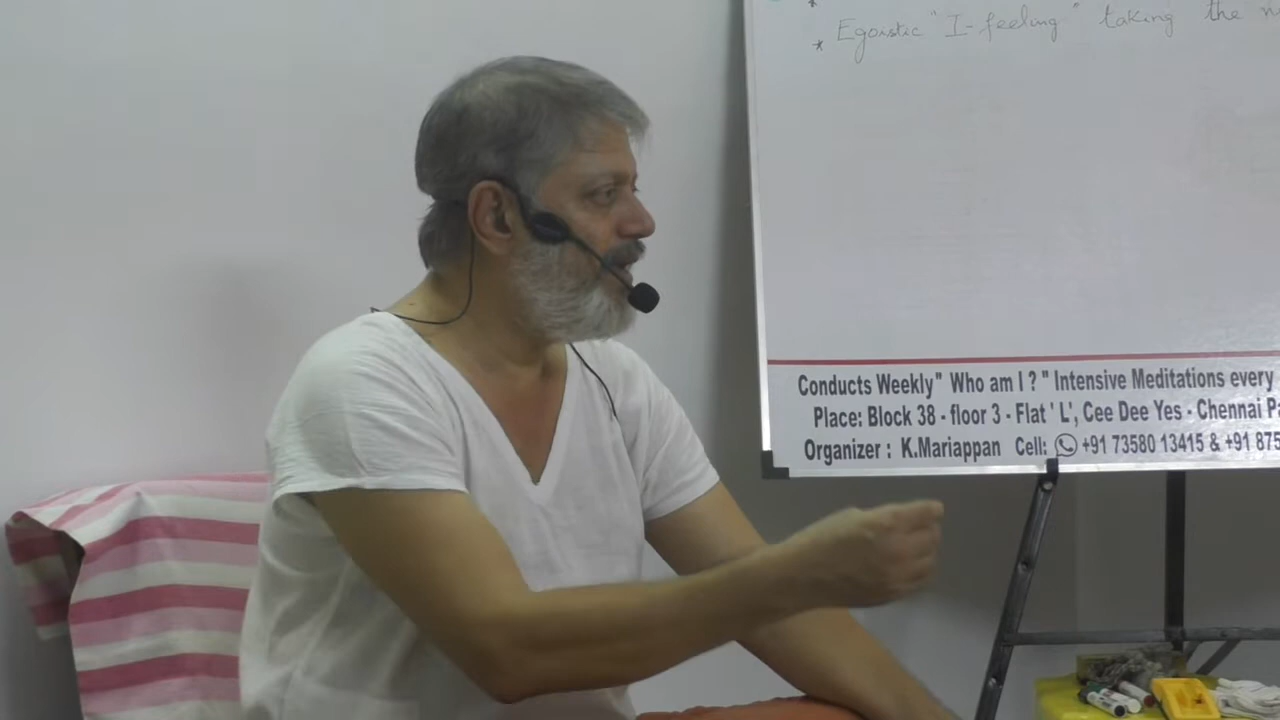 * Egoistic "I-feeling" taking the
Conducts Weekly" Who am I ? " Intensive Meditations every
Place: Block 38 - floor 3 - Flat ' L', Cee Dee Yes - Chennai
Organizer : K.Mariappan Cell: +91 73580 13415 & +91 875